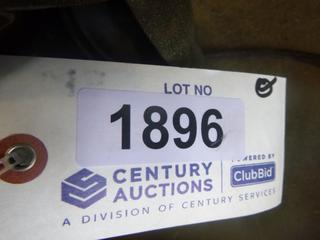 LOT NO
1896
CENTURY
AUCTIONS
POWERED BY
ClubBid
A DIVISION OF CENTURY SERVICES